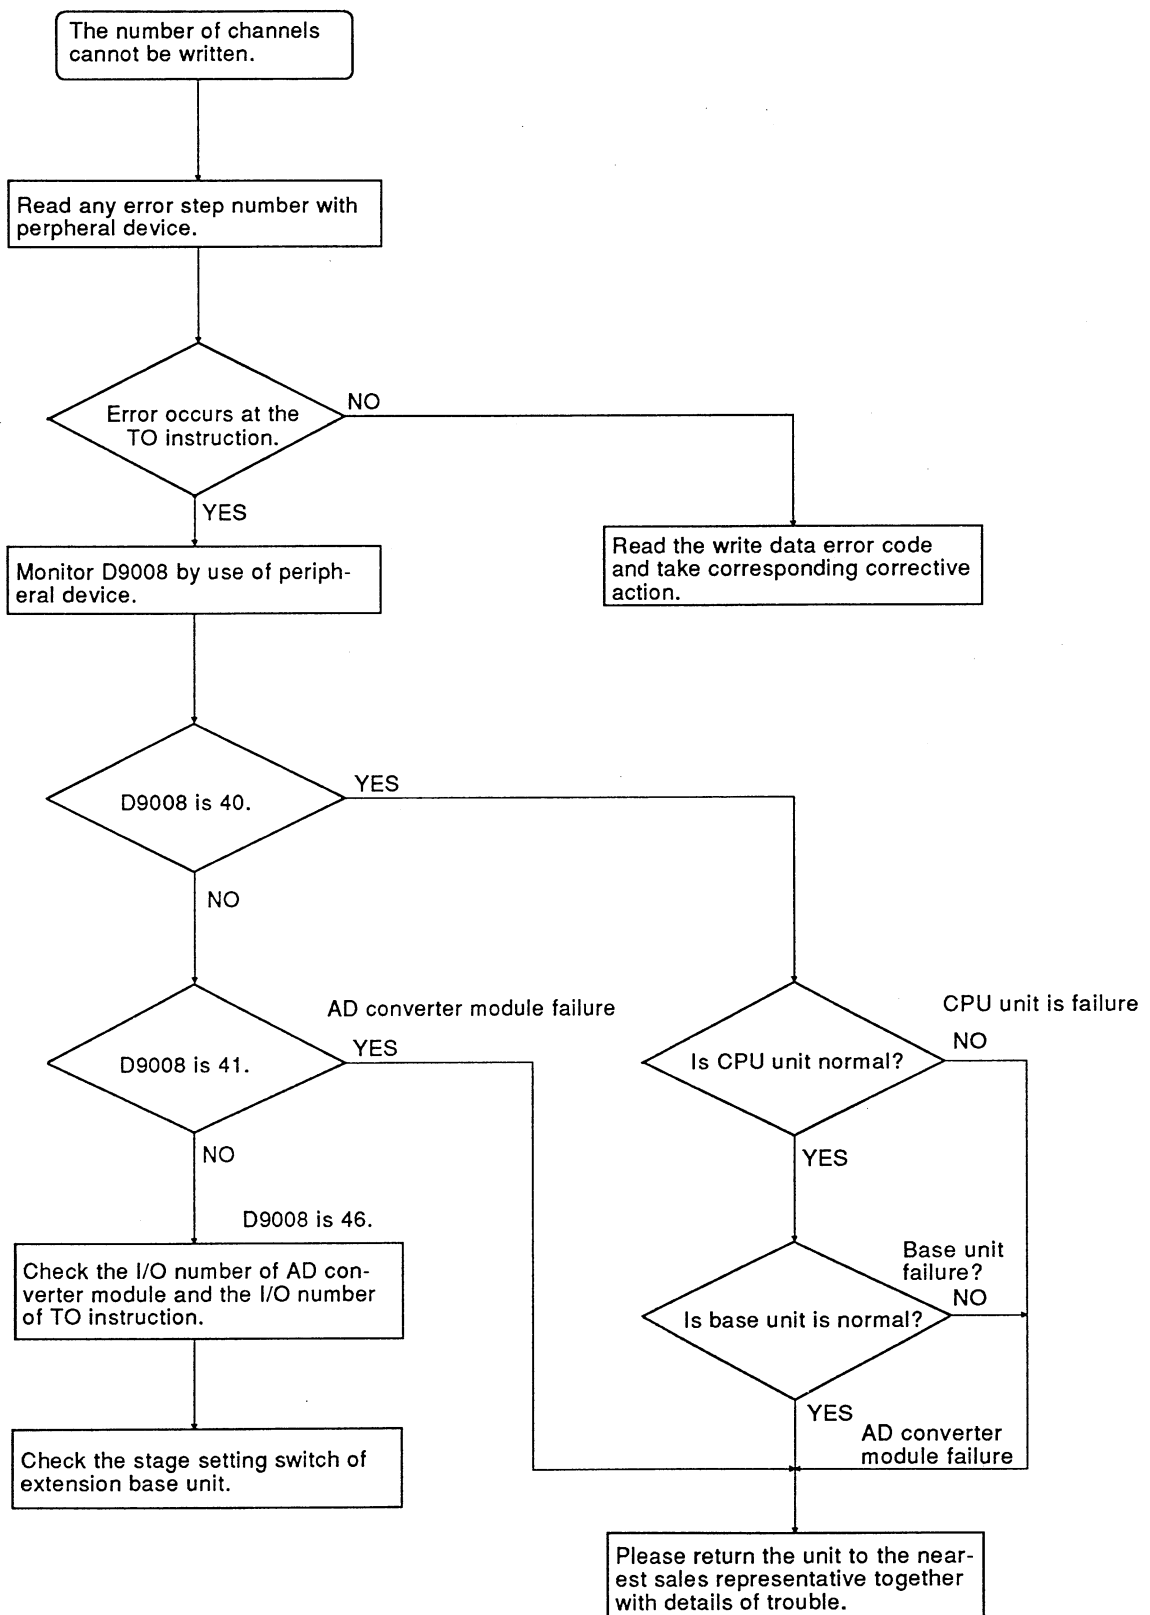 The number of channels
cannot be written.
Read any error step number with
perpheral device.
Error occurs at the
TO instruction.
NO
YES
Monitor D9008 by use of periph-
eral device.
Read the write data error code
and take corresponding corrective
action.
D9008 is 40.
YES
NO
D9008 is 41.
AD converter module failure
YES
NO
Is CPU unit normal?
CPU unit is failure
NO
YES
D9008 is 46.
Check the I/O number of AD con-
verter module and the I/O number
of TO instruction.
Is base unit is normal?
Base unit
failure?
NO
YES
AD converter
module failure
Check the stage setting switch of
extension base unit.
Please return the unit to the near-
est sales representative together
with details of trouble.